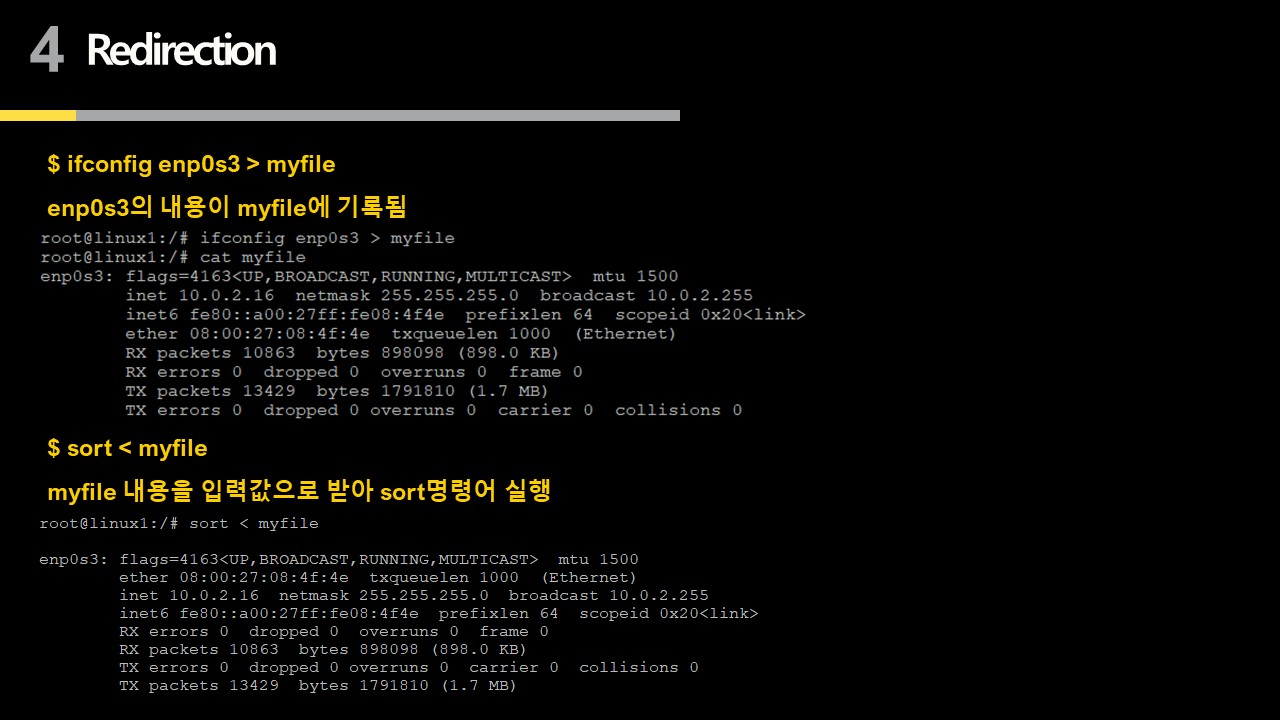 4 Redirection
$ ifconfig enp0s3 > myfile
enp0s3의 내용이 myfile에 기록됨
root@linux1:/# ifconfig enp0s3 > myfile
root@linux1:/# cat myfile
enp0s3: flags=4163<UP,BROADCAST,RUNNING,MULTICAST>  mtu 1500
        inet 10.0.2.16  netmask 255.255.255.0  broadcast 10.0.2.255
        inet6 fe80::a00:27ff:fe08:4f4e  prefixlen 64  scopeid 0x20<link>
        ether 08:00:27:08:4f:4e  txqueuelen 1000  (Ethernet)
        RX packets 10863  bytes 898098 (898.0 KB)
        RX errors 0  dropped 0  overruns 0  frame 0
        TX packets 13429  bytes 1791810 (1.7 MB)
        TX errors 0  dropped 0 overruns 0  carrier 0  collisions 0
$ sort < myfile
myfile 내용을 입력값으로 받아 sort명령어 실행
root@linux1:/# sort < myfile
enp0s3: flags=4163<UP,BROADCAST,RUNNING,MULTICAST>  mtu 1500
        ether 08:00:27:08:4f:4e  txqueuelen 1000  (Ethernet)
        inet 10.0.2.16  netmask 255.255.255.0  broadcast 10.0.2.255
        inet6 fe80::a00:27ff:fe08:4f4e  prefixlen 64  scopeid 0x20<link>
        RX errors 0  dropped 0  overruns 0  frame 0
        RX packets 10863  bytes 898098 (898.0 KB)
        TX errors 0  dropped 0 overruns 0  carrier 0  collisions 0
        TX packets 13429  bytes 1791810 (1.7 MB)